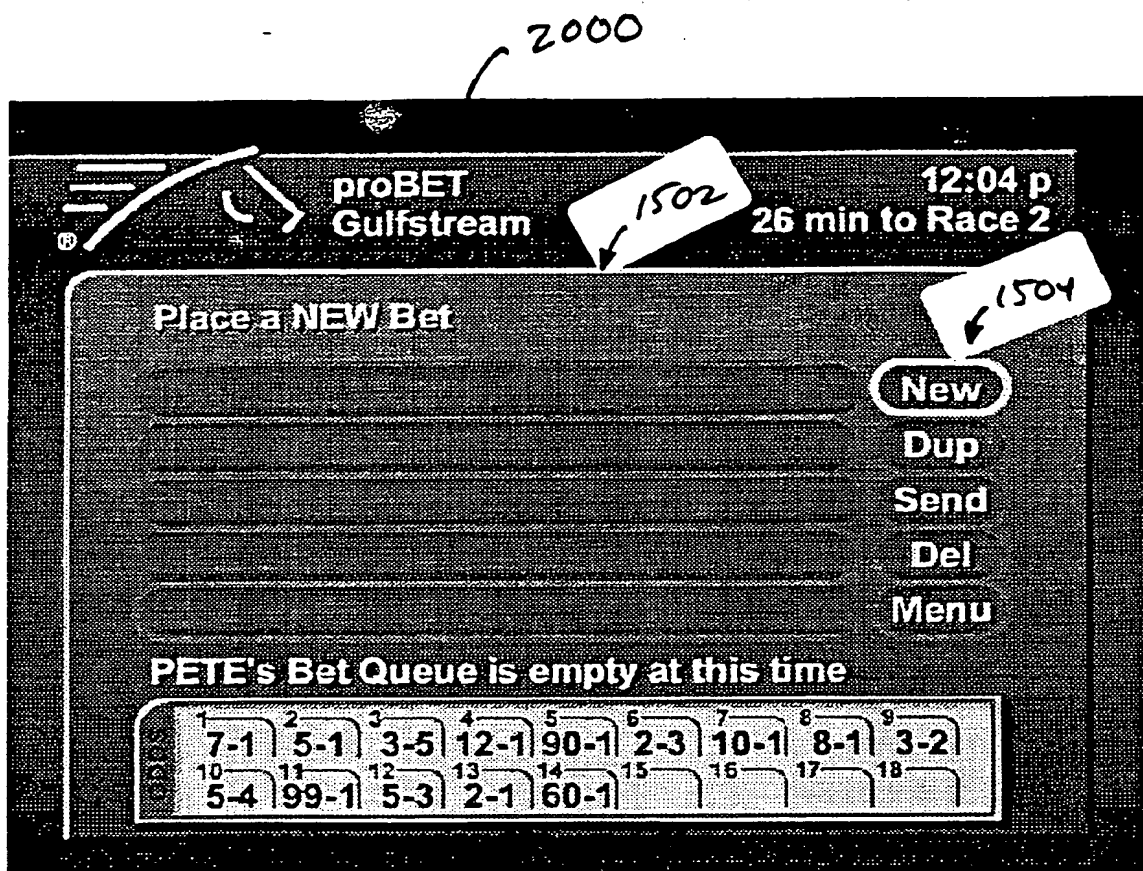 2000
proBET
Gulfstream
12:04 p
26 min to Race 2
®
1502
1504
Place a NEW Bet
New
Dup
Send
Del
Menu
PETE's Bet Queue is empty at this time
ODDS
1 2 3 4 5 6 7 8 9
7-1 5-1 3-5 12-1 90-1 2-3 10-1 8-1 3-2
10 11 12 13 14 15 16 17 18
5-4 99-1 5-3 2-1 60-1